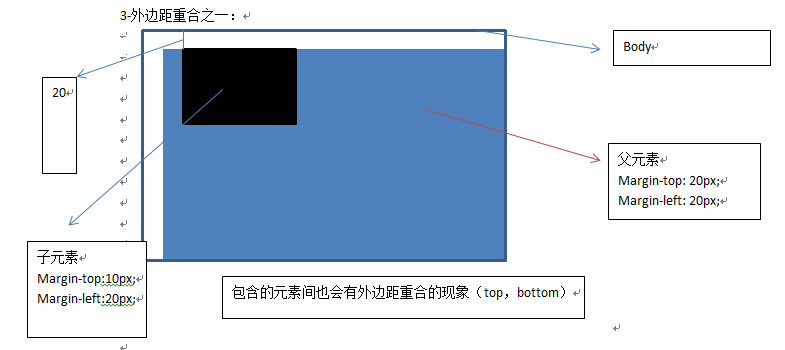 3-外边距重合之一：
Body
20
父元素
Margin-top: 20px;
Margin-left: 20px;
子元素
Margin-top:10px;
Margin-left:20px;
包含的元素间也会有外边距重合的现象（top，bottom）